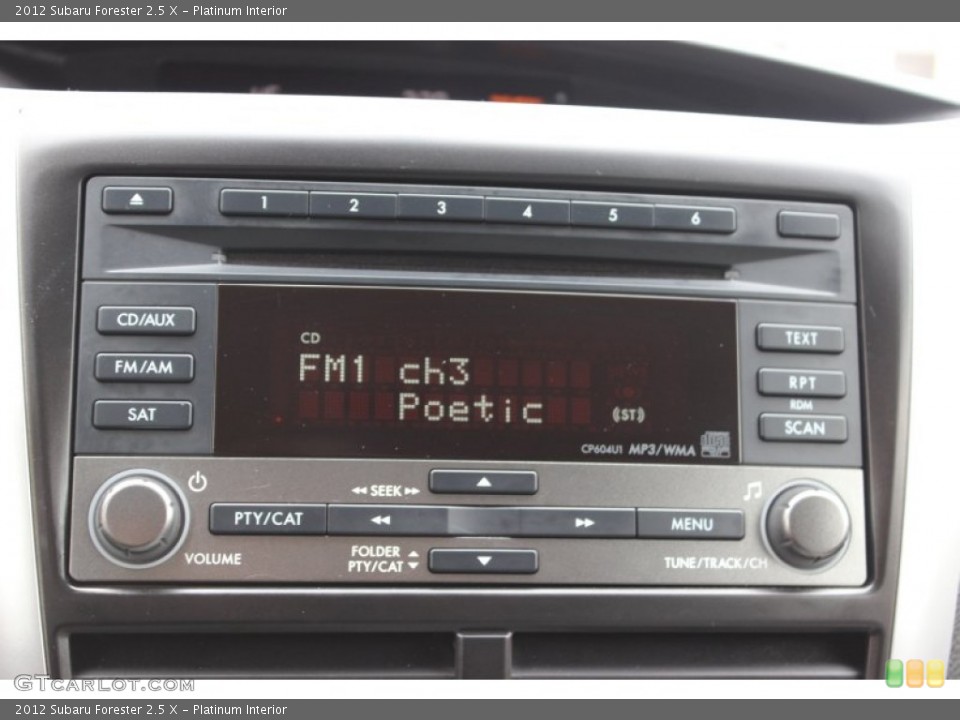 2012 Subaru Forester 2.5 X - Platinum Interior
1 2 3 4 5 6
CD/AUX
TEXT
CD
FM/AM
FM1 ch3
RPT
RDM
SAT
Poetic
((ST))
SCAN
CP604U1 MP3/WMA
SEEK
PTY/CAT
MENU
VOLUME
FOLDER
PTY/CAT
TUNE/TRACK/CH
GTCARLOT.COM
2012 Subaru Forester 2.5 X - Platinum Interior